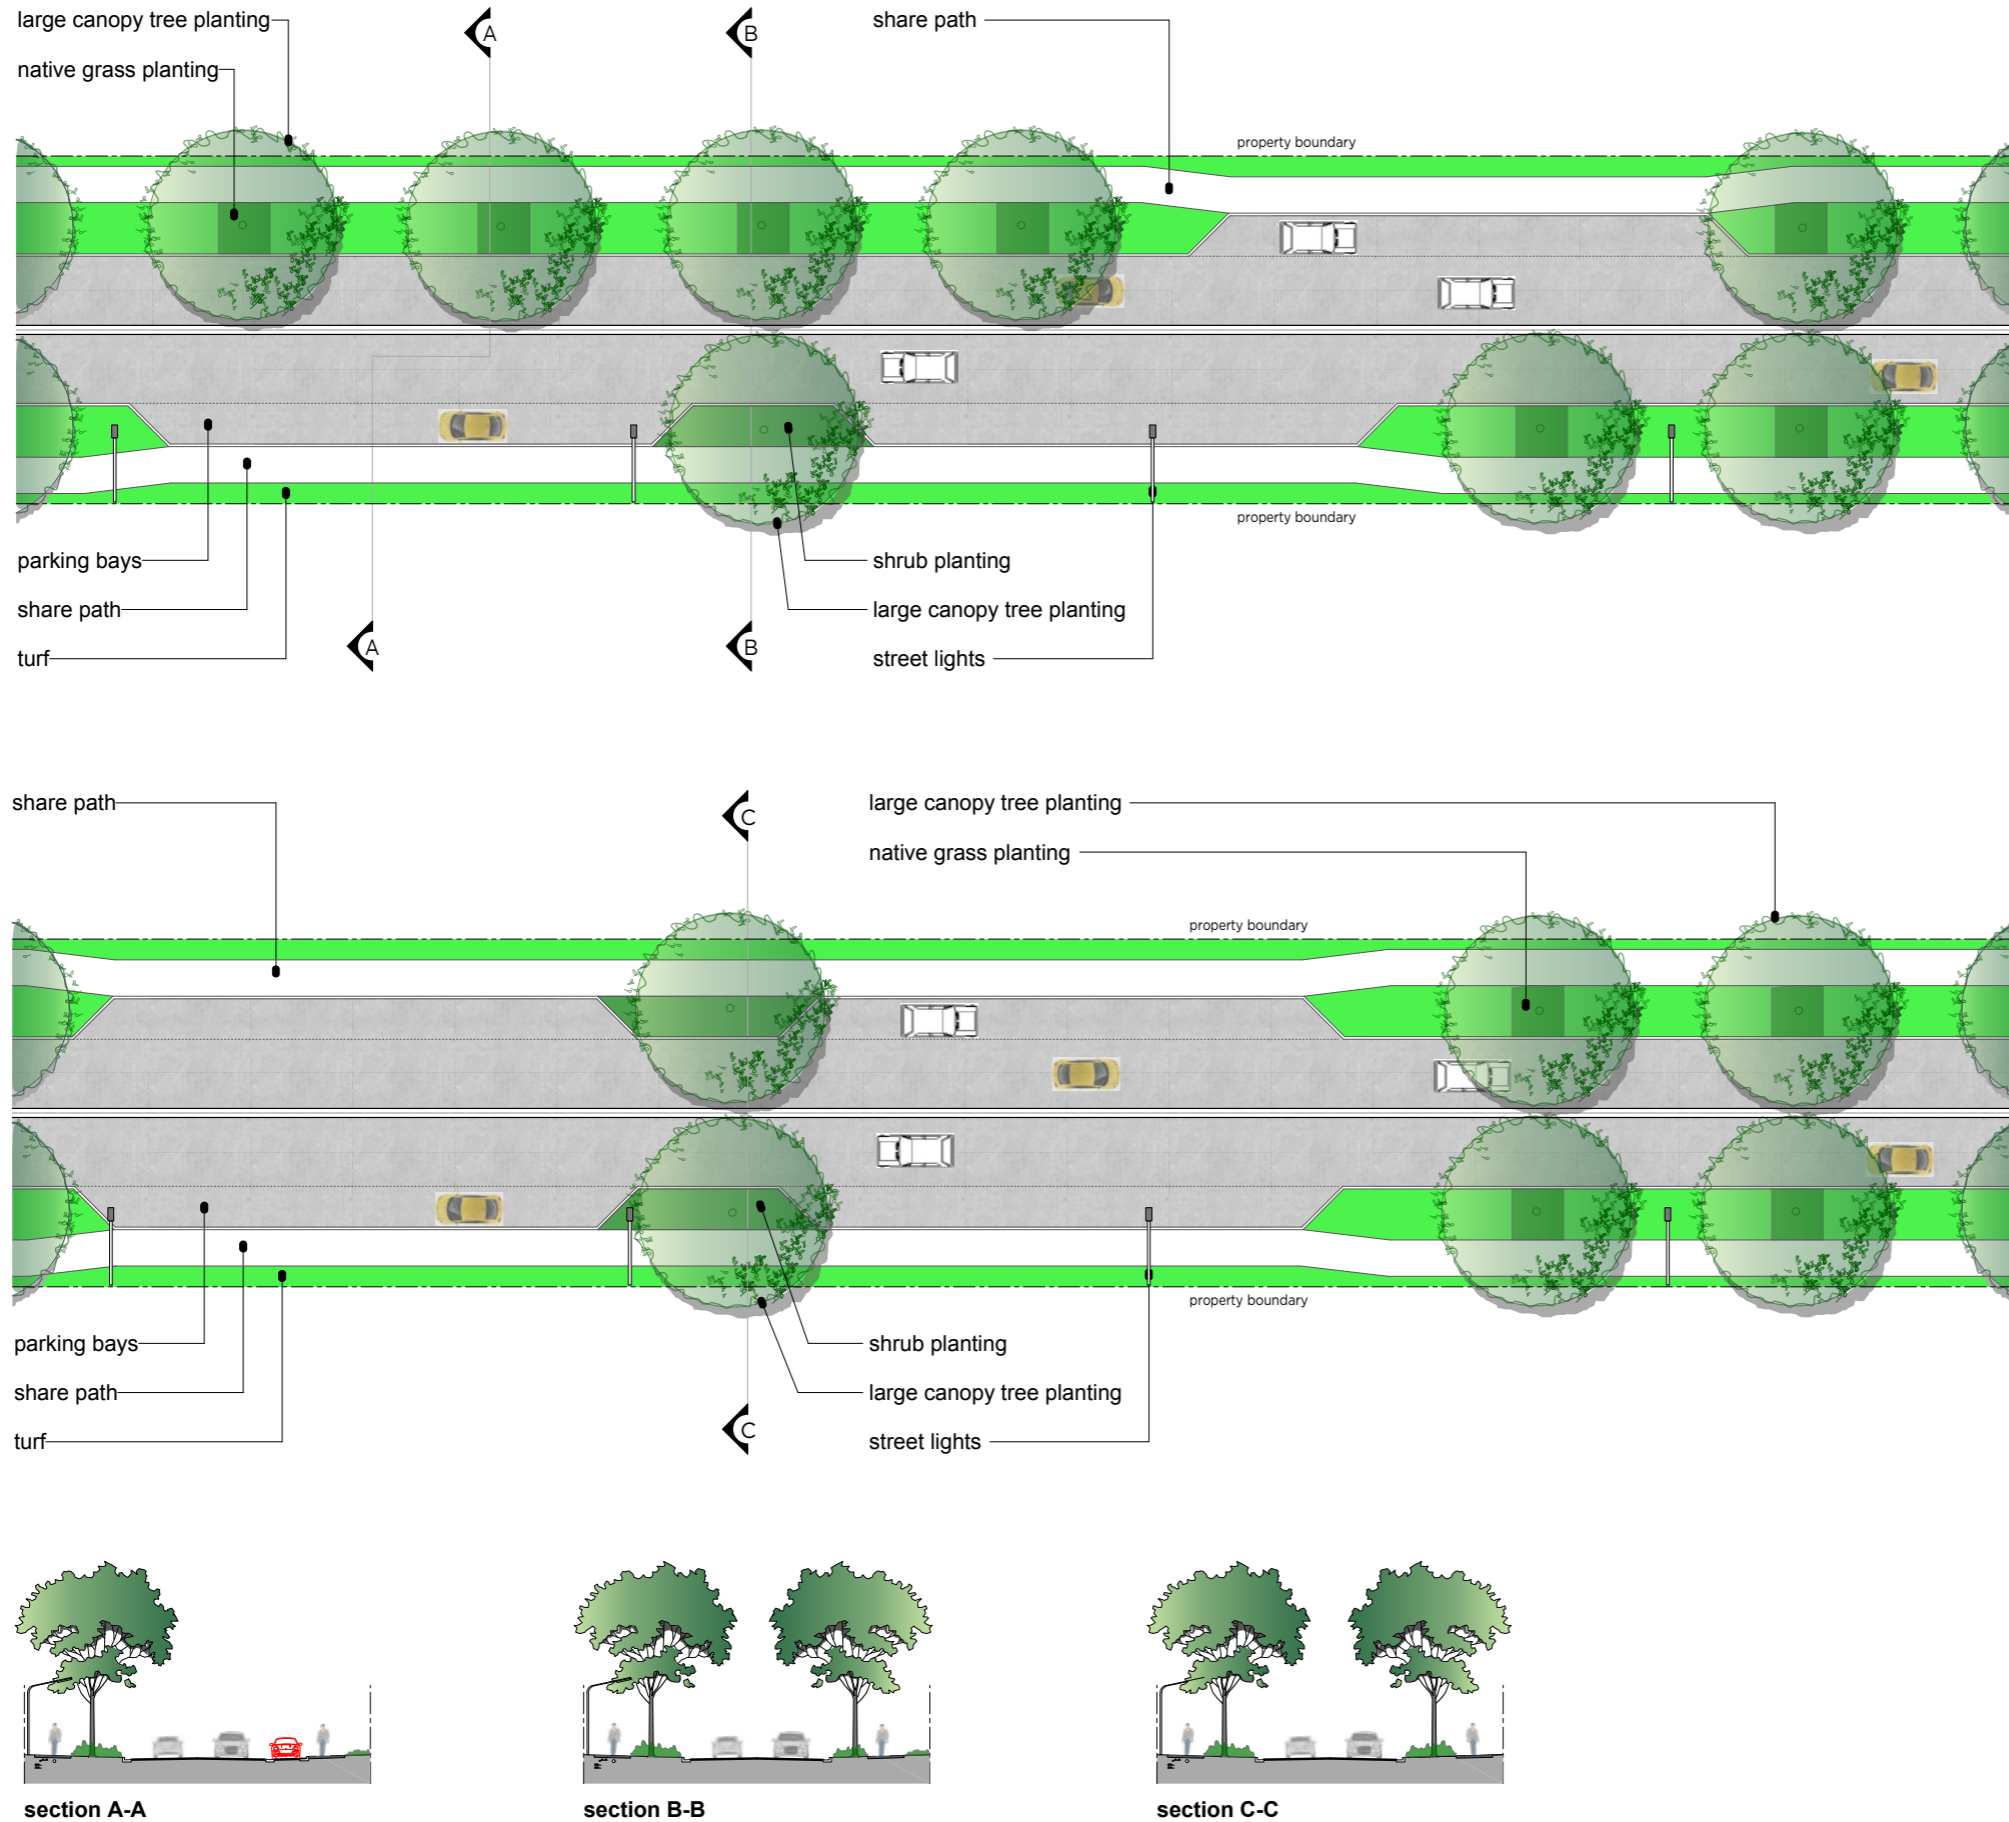 large canopy tree planting
native grass planting
A
B
share path
property boundary
property boundary
parking bays
share path
turf
A
B
shrub planting
large canopy tree planting
street lights
share path
C
large canopy tree planting
native grass planting
property boundary
property boundary
parking bays
share path
turf
C
shrub planting
large canopy tree planting
street lights
section A-A
section B-B
section C-C